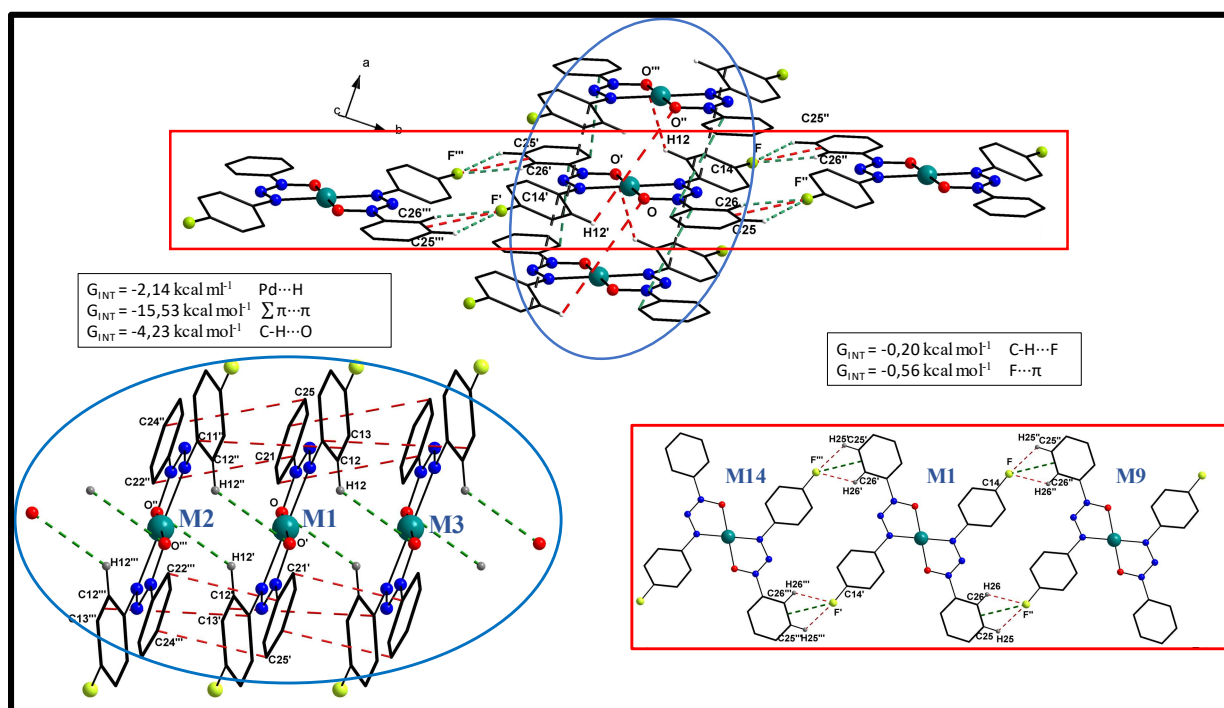 a
c
b
O'''
O''
H12
C25'
F'''
C26'
O'
F'
C14'
C26'''
C25'''
H12'
O
F
C14
C25''
C26''
F''
C26
C25
G_INT = -2,14 kcal ml⁻¹ Pd···H
G_INT = -15,53 kcal mol⁻¹ ∑ π···π
G_INT = -4,23 kcal mol⁻¹ C-H···O
G_INT = -0,20 kcal mol⁻¹ C-H···F
G_INT = -0,56 kcal mol⁻¹ F···π
C24''
C11''
C12''
C22''
H12''
O''
M2
O'''
H12'''
C12'''
C13'''
C22'''
C24'''
C25
C13
C21
C12
H12
O
M1
O'
M3
H12'
C12'
C13'
C21'
C25'
M14
F'''
H25'
C25'
C26'
H26'
M1
C14
F
H25''
C25''
C26''
H26''
M9
H26'''
C26'''
C25'''
H25'''
F'
C14'
H26
C26
C25
H25
F''